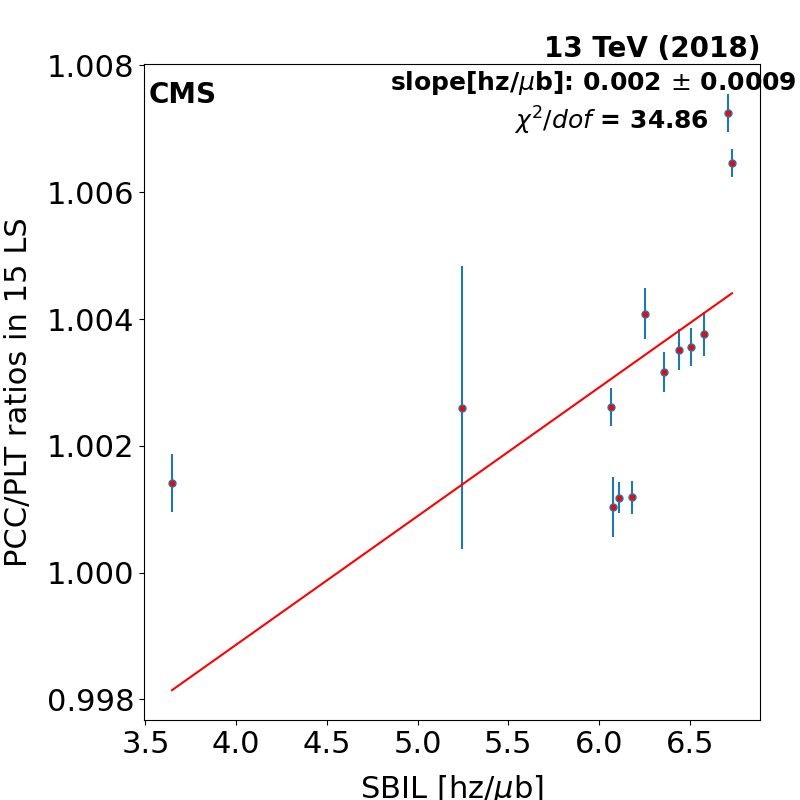 13 TeV (2018)
CMS
slope[hz/μb]: 0.002 ± 0.0009
χ²/dof = 34.86
PCC/PLT ratios in 15 LS
1.008
1.006
1.004
1.002
1.000
0.998
3.5 4.0 4.5 5.0 5.5 6.0 6.5
SBIL [hz/μb]